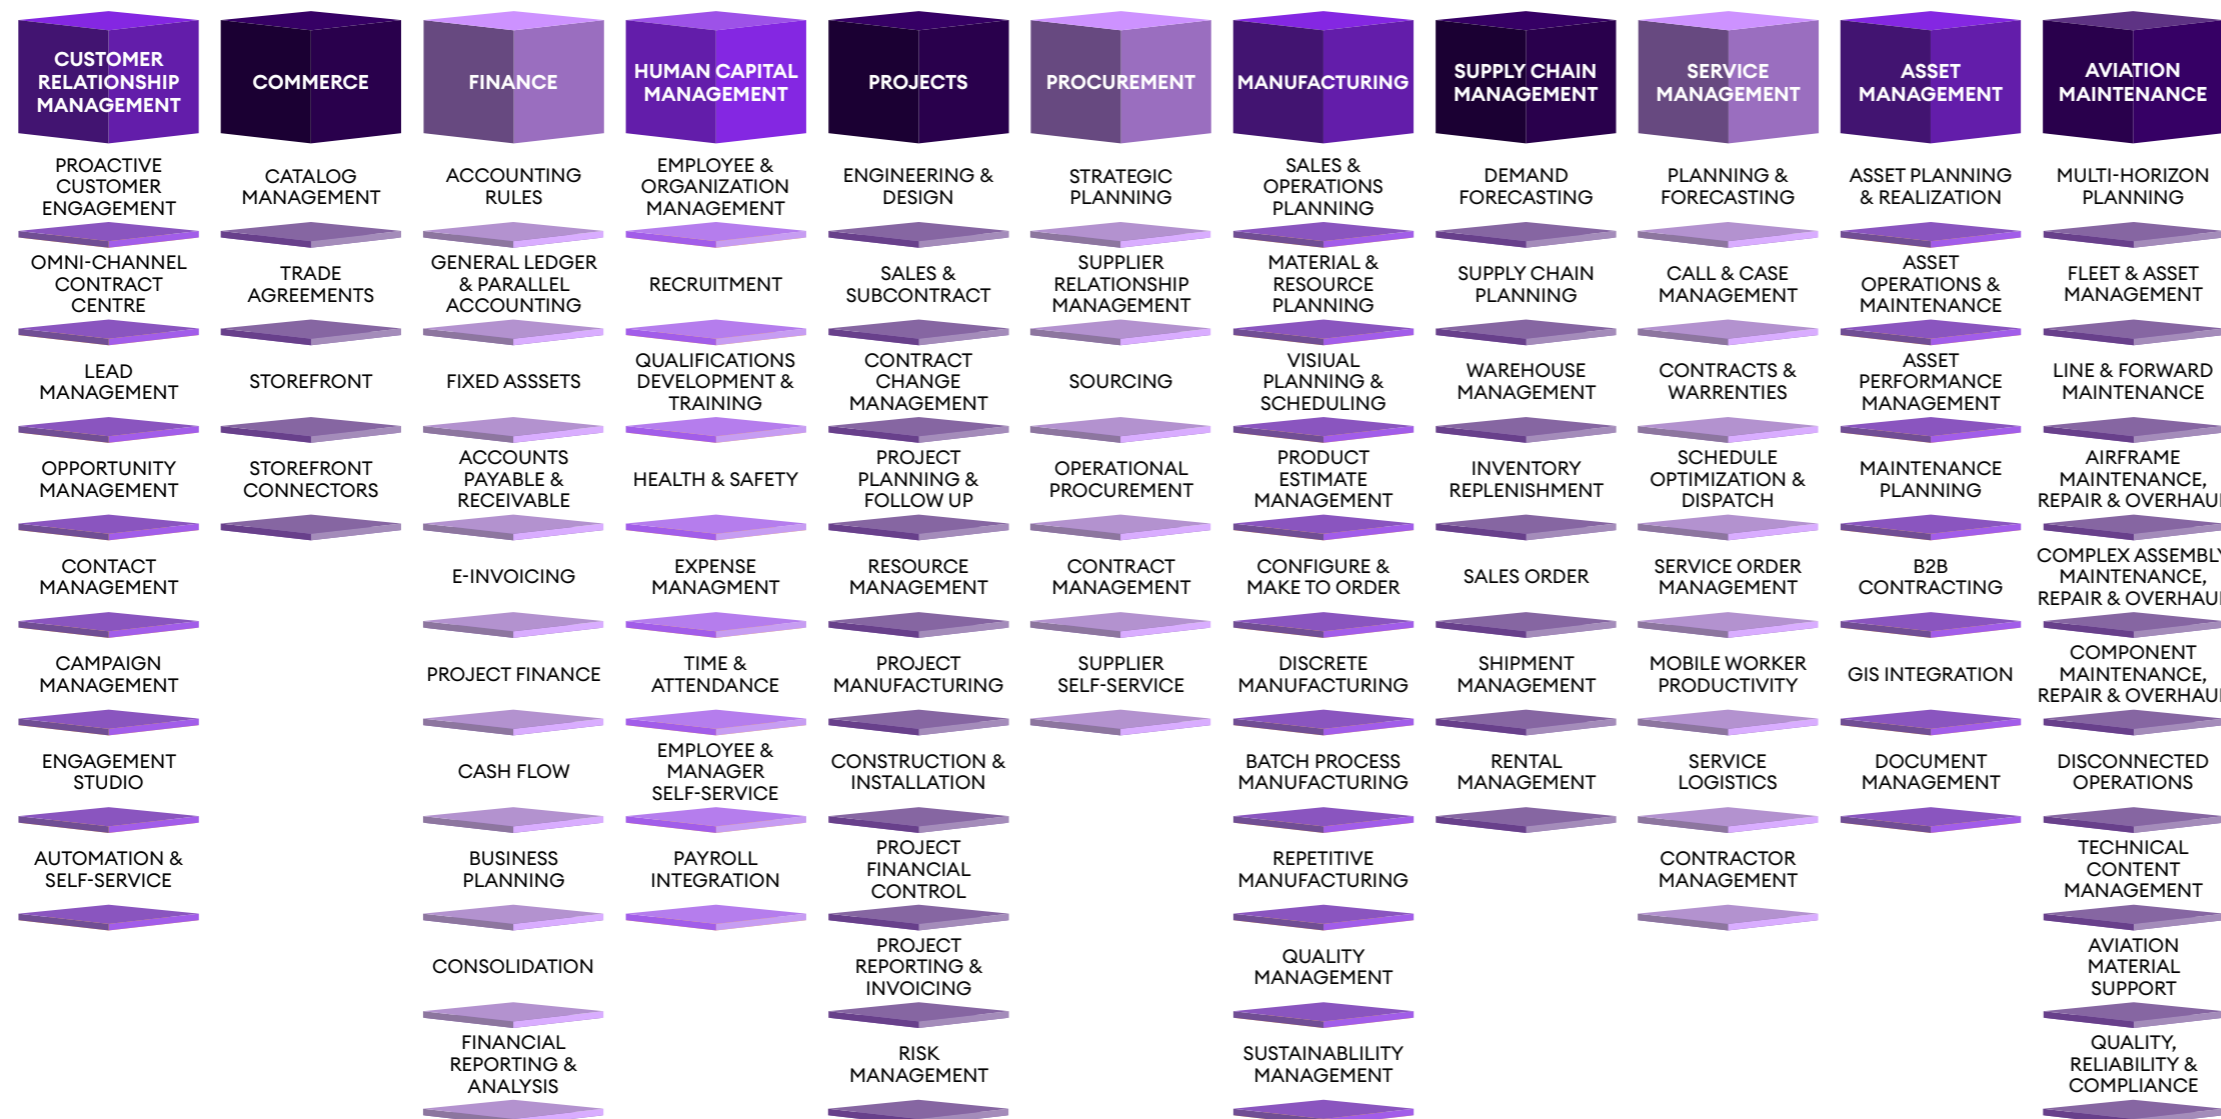 CUSTOMER
RELATIONSHIP
MANAGEMENT
PROACTIVE
CUSTOMER
ENGAGEMENT
OMNI-CHANNEL
CONTRACT
CENTRE
LEAD
MANAGEMENT
OPPORTUNITY
MANAGEMENT
CONTACT
MANAGEMENT
CAMPAIGN
MANAGEMENT
ENGAGEMENT
STUDIO
AUTOMATION &
SELF-SERVICE
COMMERCE
CATALOG
MANAGEMENT
TRADE
AGREEMENTS
STOREFRONT
STOREFRONT
CONNECTORS
FINANCE
ACCOUNTING
RULES
GENERAL LEDGER
& PARALLEL
ACCOUNTING
FIXED ASSSETS
ACCOUNTS
PAYABLE &
RECEIVABLE
E-INVOICING
PROJECT FINANCE
CASH FLOW
BUSINESS
PLANNING
CONSOLIDATION
FINANCIAL
REPORTING &
ANALYSIS
HUMAN CAPITAL
MANAGEMENT
EMPLOYEE &
ORGANIZATION
MANAGEMENT
RECRUITMENT
QUALIFICATIONS
DEVELOPMENT &
TRAINING
HEALTH & SAFETY
EXPENSE
MANAGMENT
TIME &
ATTENDANCE
EMPLOYEE &
MANAGER
SELF-SERVICE
PAYROLL
INTEGRATION
PROJECTS
ENGINEERING &
DESIGN
SALES &
SUBCONTRACT
CONTRACT
CHANGE
MANAGEMENT
PROJECT
PLANNING &
FOLLOW UP
RESOURCE
MANAGEMENT
PROJECT
MANUFACTURING
CONSTRUCTION &
INSTALLATION
PROJECT
FINANCIAL
CONTROL
PROJECT
REPORTING &
INVOICING
RISK
MANAGEMENT
PROCUREMENT
STRATEGIC
PLANNING
SUPPLIER
RELATIONSHIP
MANAGEMENT
SOURCING
OPERATIONAL
PROCUREMENT
CONTRACT
MANAGEMENT
SUPPLIER
SELF-SERVICE
MANUFACTURING
SALES &
OPERATIONS
PLANNING
MATERIAL &
RESOURCE
PLANNING
VISUAL
PLANNING &
SCHEDULING
PRODUCT
ESTIMATE
MANAGEMENT
CONFIGURE &
MAKE TO ORDER
DISCRETE
MANUFACTURING
BATCH PROCESS
MANUFACTURING
REPETITIVE
MANUFACTURING
QUALITY
MANAGEMENT
SUSTAINABLILITY
MANAGEMENT
SUPPLY CHAIN
MANAGEMENT
DEMAND
FORECASTING
SUPPLY CHAIN
PLANNING
WAREHOUSE
MANAGEMENT
INVENTORY
REPLENISHMENT
SALES ORDER
SHIPMENT
MANAGEMENT
RENTAL
MANAGEMENT
SERVICE
MANAGEMENT
PLANNING &
FORECASTING
CALL & CASE
MANAGEMENT
CONTRACTS &
WARRENTIES
SCHEDULE
OPTIMIZATION &
DISPATCH
SERVICE ORDER
MANAGEMENT
MOBILE WORKER
PRODUCTIVITY
SERVICE
LOGISTICS
CONTRACTOR
MANAGEMENT
ASSET
MANAGEMENT
ASSET PLANNING
& REALIZATION
ASSET
OPERATIONS &
MAINTENANCE
ASSET
PERFORMANCE
MANAGEMENT
MAINTENANCE
PLANNING
B2B
CONTRACTING
GIS INTEGRATION
DOCUMENT
MANAGEMENT
AVIATION
MAINTENANCE
MULTI-HORIZON
PLANNING
FLEET & ASSET
MANAGEMENT
LINE & FORWARD
MAINTENANCE
AIRFRAME
MAINTENANCE,
REPAIR & OVERHAUL
COMPLEX ASSEMBLY
MAINTENANCE,
REPAIR & OVERHAUL
COMPONENT
MAINTENANCE,
REPAIR & OVERHAUL
DISCONNECTED
OPERATIONS
TECHNICAL
CONTENT
MANAGEMENT
AVIATION
MATERIAL
SUPPORT
QUALITY,
RELIABILITY &
COMPLIANCE